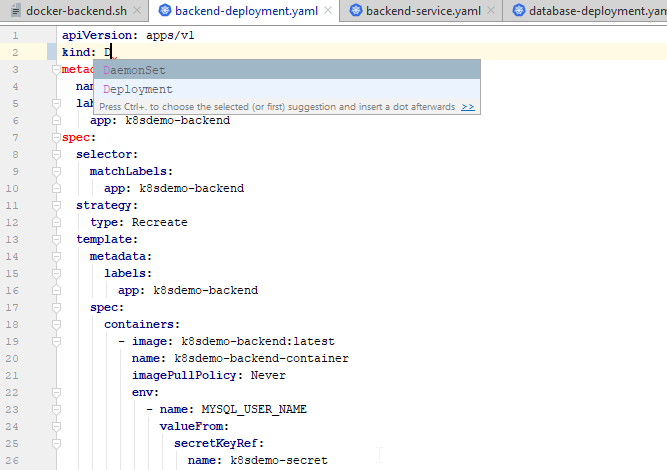 docker-backend.sh × backend-deployment.yaml × backend-service.yaml × database-deployment.yam
1 apiVersion: apps/v1
2 kind: D
3 metad
DaemonSet
4 nam
Deployment
5 lab
Press Ctrl+. to choose the selected (or first) suggestion and insert a dot afterwards >>
6 app: k8sdemo-backend
7 spec:
8 selector:
9 matchLabels:
10 app: k8sdemo-backend
11 strategy:
12 type: Recreate
13 template:
14 metadata:
15 labels:
16 app: k8sdemo-backend
17 spec:
18 containers:
19 - image: k8sdemo-backend:latest
20 name: k8sdemo-backend-container
21 imagePullPolicy: Never
22 env:
23 - name: MYSQL_USER_NAME
24 valueFrom:
25 secretKeyRef:
26 name: k8sdemo-secret